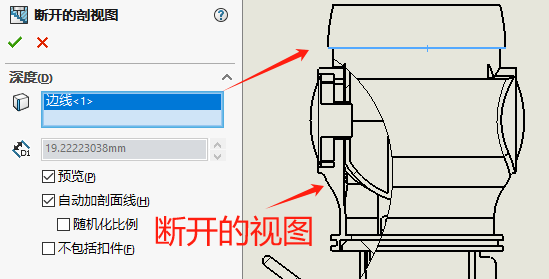 断开的剖视图
深度(D)
边线<1>
D1
19.22223038mm
预览(P)
自动加剖面线(H)
随机化比例
不包括扣件(F)
断开的视图